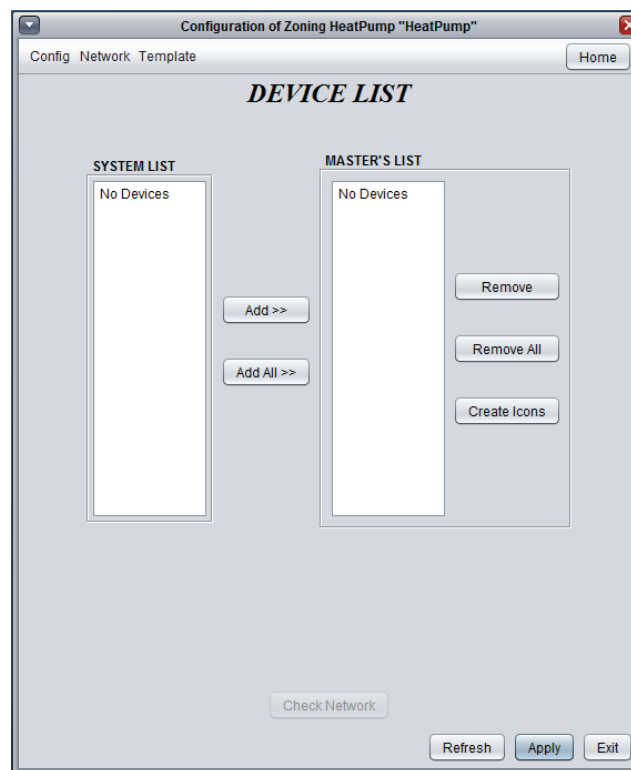 Configuration of Zoning HeatPump "HeatPump"
Config Network Template Home
DEVICE LIST
SYSTEM LIST
No Devices
Add >>
Add All >>
MASTER'S LIST
No Devices
Remove
Remove All
Create Icons
Check Network
Refresh Apply Exit